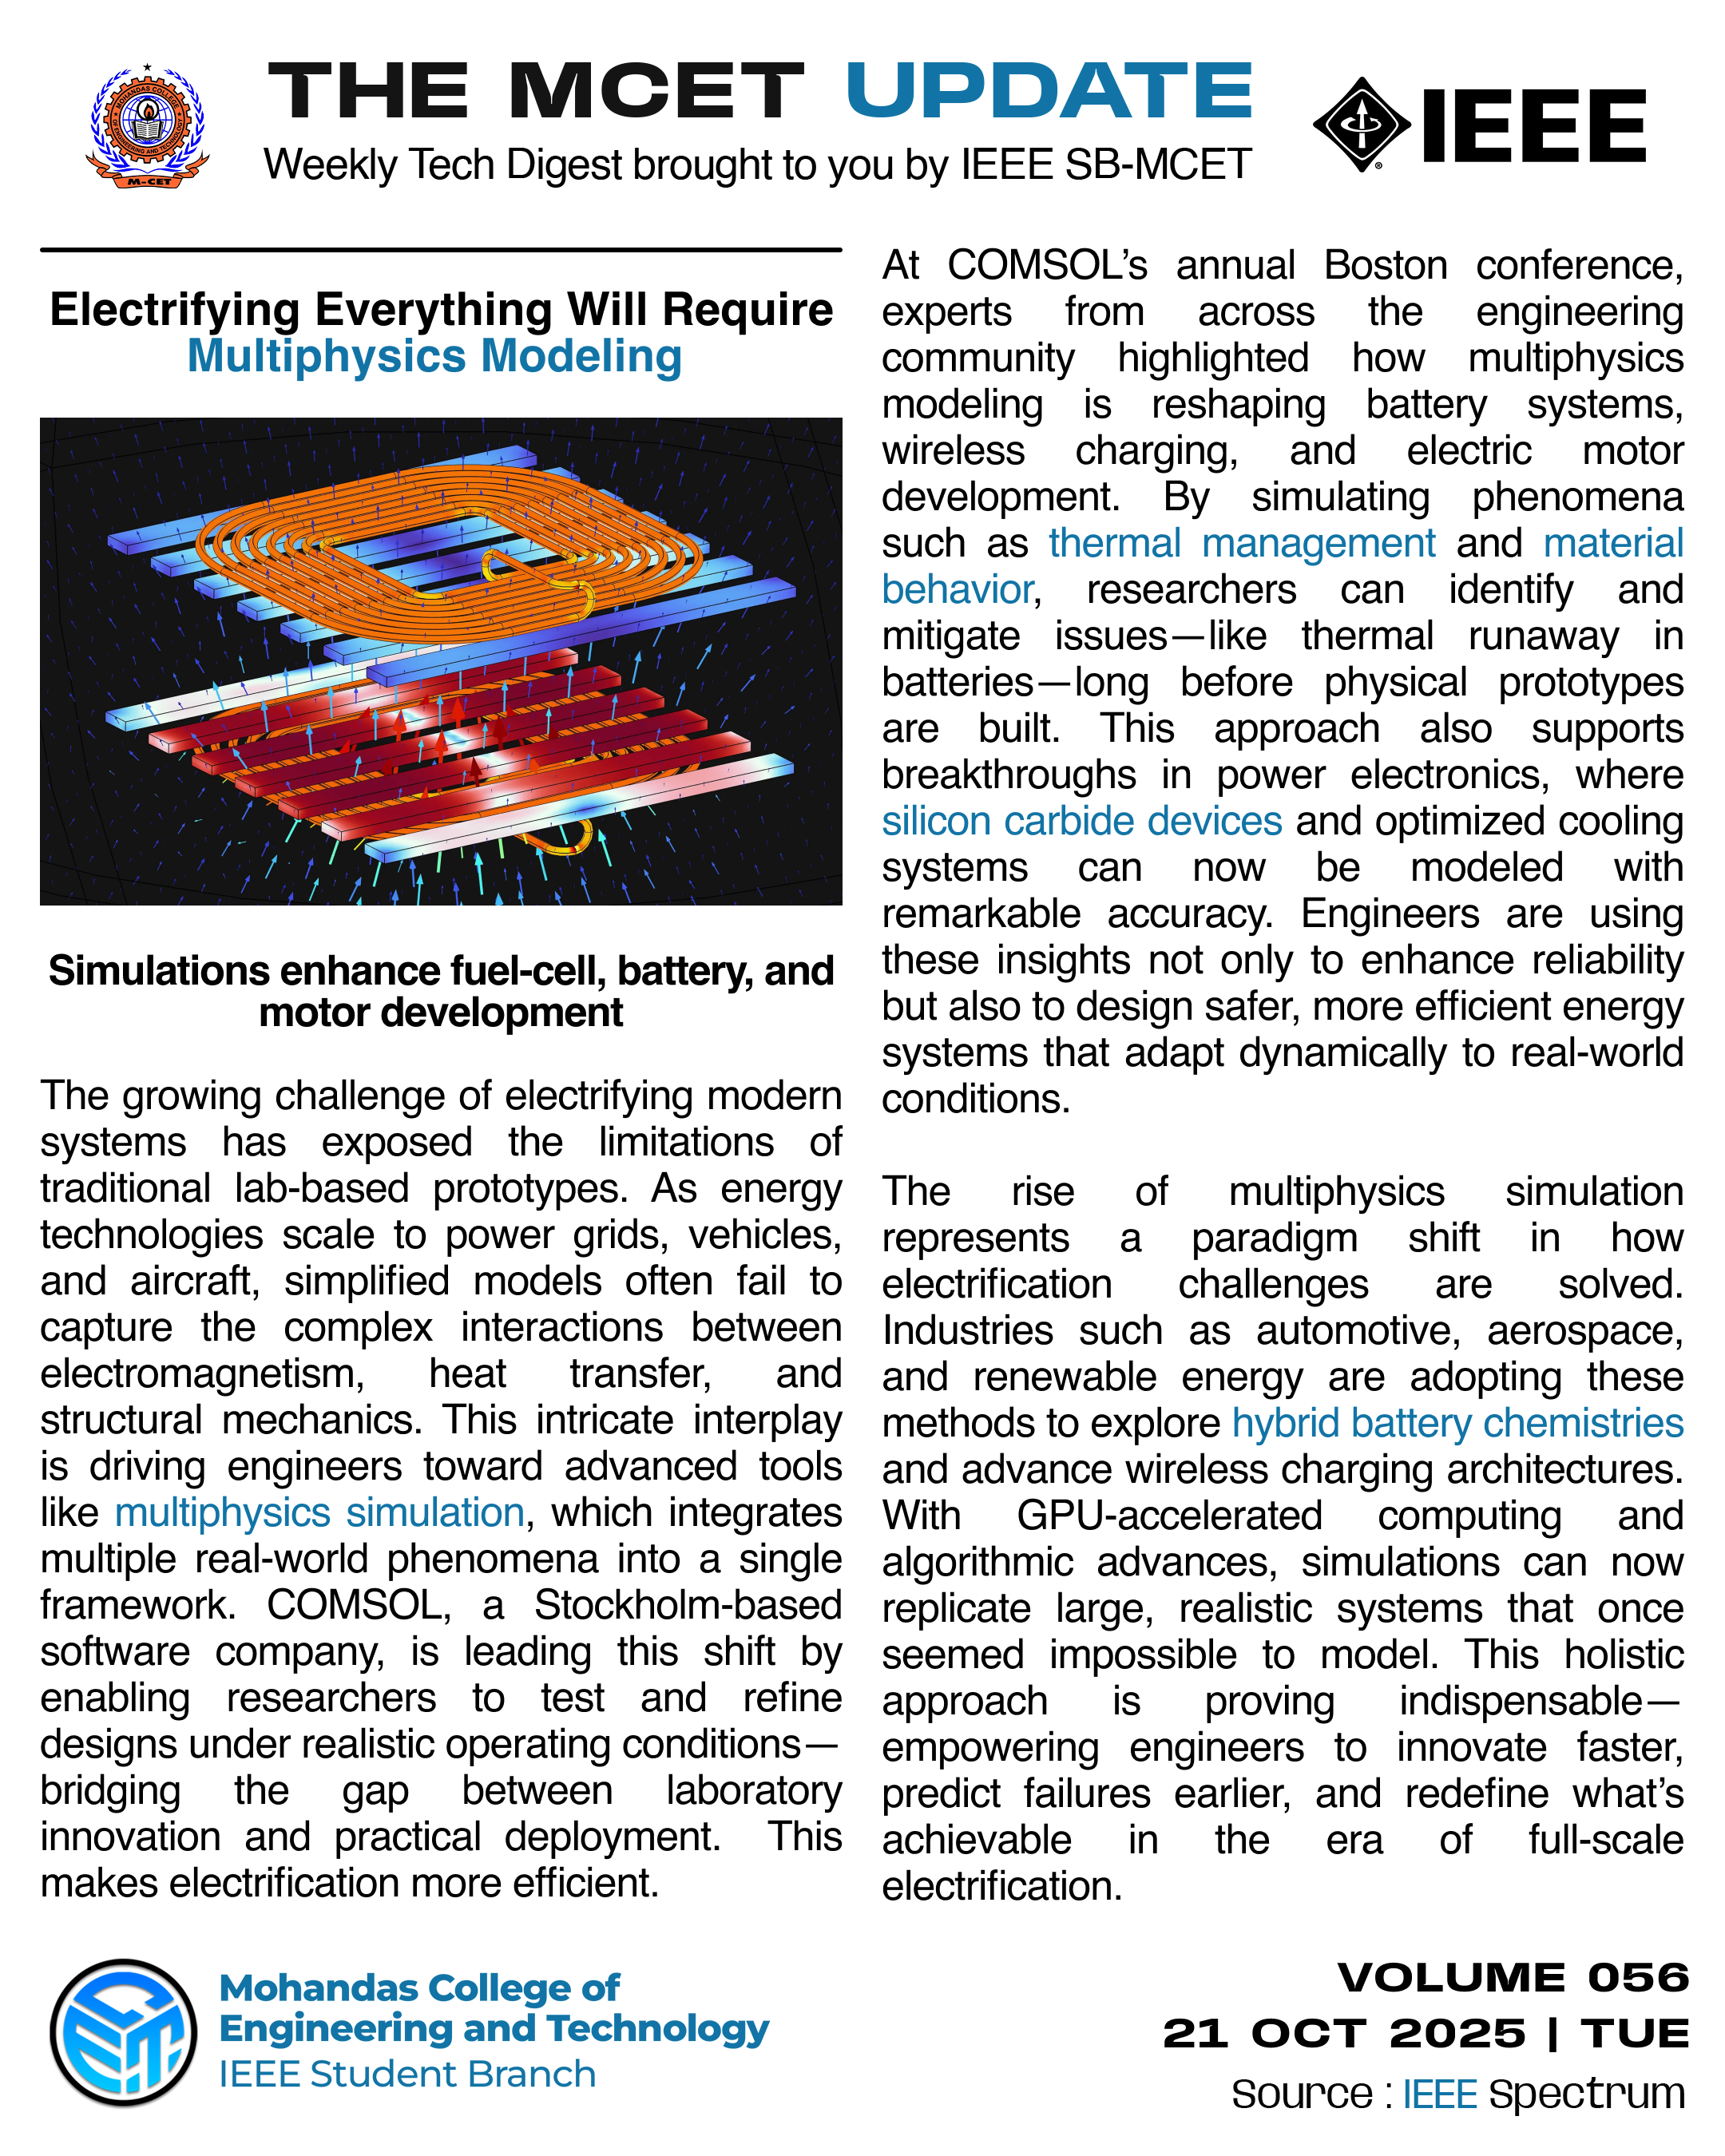 THE MCET UPDATE
Weekly Tech Digest brought to you by IEEE SB-MCET
MOHANDAS COLLEGE
OF ENGINEERING AND TECHNOLOGY
M-CET
IEEE
Electrifying Everything Will Require
Multiphysics Modeling
Simulations enhance fuel-cell, battery, and
motor development
The growing challenge of electrifying modern
systems has exposed the limitations of
traditional lab-based prototypes. As energy
technologies scale to power grids, vehicles,
and aircraft, simplified models often fail to
capture the complex interactions between
electromagnetism, heat transfer, and
structural mechanics. This intricate interplay
is driving engineers toward advanced tools
like multiphysics simulation, which integrates
multiple real-world phenomena into a single
framework. COMSOL, a Stockholm-based
software company, is leading this shift by
enabling researchers to test and refine
designs under realistic operating conditions—
bridging the gap between laboratory
innovation and practical deployment. This
makes electrification more efficient.
At COMSOL’s annual Boston conference,
experts from across the engineering
community highlighted how multiphysics
modeling is reshaping battery systems,
wireless charging, and electric motor
development. By simulating phenomena
such as thermal management and material
behavior, researchers can identify and
mitigate issues—like thermal runaway in
batteries—long before physical prototypes
are built. This approach also supports
breakthroughs in power electronics, where
silicon carbide devices and optimized cooling
systems can now be modeled with
remarkable accuracy. Engineers are using
these insights not only to enhance reliability
but also to design safer, more efficient energy
systems that adapt dynamically to real-world
conditions.
The rise of multiphysics simulation
represents a paradigm shift in how
electrification challenges are solved.
Industries such as automotive, aerospace,
and renewable energy are adopting these
methods to explore hybrid battery chemistries
and advance wireless charging architectures.
With GPU-accelerated computing and
algorithmic advances, simulations can now
replicate large, realistic systems that once
seemed impossible to model. This holistic
approach is proving indispensable—
empowering engineers to innovate faster,
predict failures earlier, and redefine what’s
achievable in the era of full-scale
electrification.
Mohandas College of
Engineering and Technology
IEEE Student Branch
VOLUME 056
21 OCT 2025 | TUE
Source : IEEE Spectrum